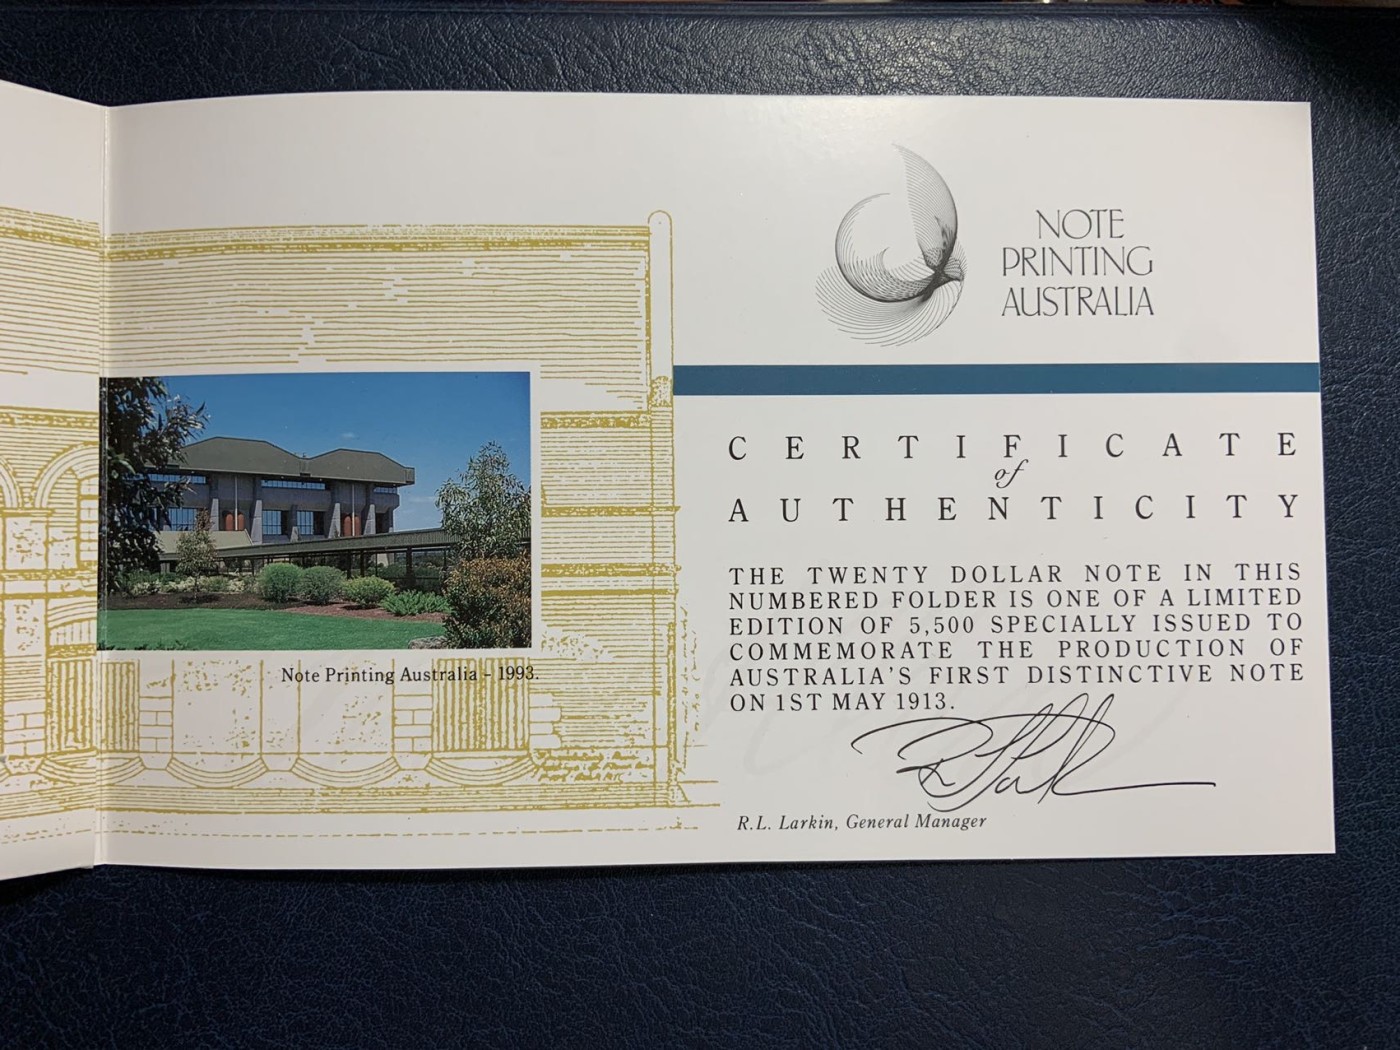 Note Printing Australia – 1993.
NOTE
PRINTING
AUSTRALIA
CERTIFICATE
of
AUTHENTICITY
THE TWENTY DOLLAR NOTE IN THIS
NUMBERED FOLDER IS ONE OF A LIMITED
EDITION OF 5,500 SPECIALLY ISSUED TO
COMMEMORATE THE PRODUCTION OF
AUSTRALIA'S FIRST DISTINCTIVE NOTE
ON 1ST MAY 1913.
R.L. Larkin, General Manager